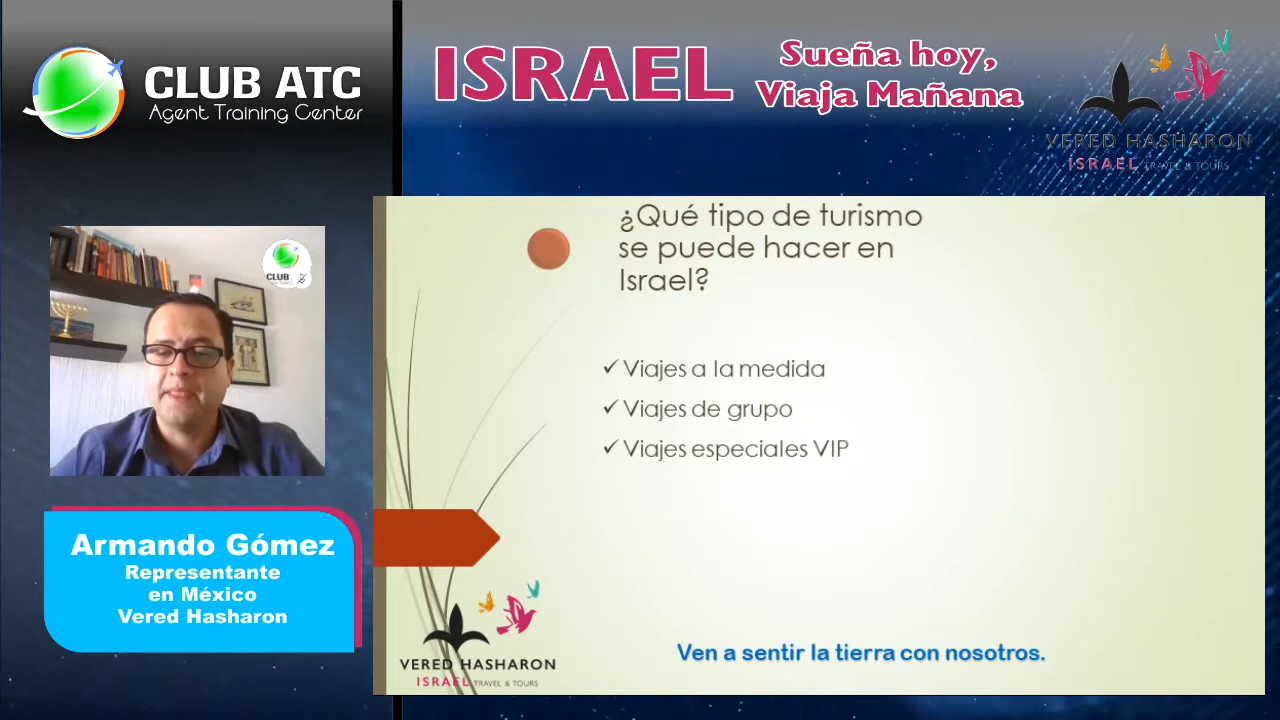 CLUB ATC
Agent Training Center
ISRAEL
Sueña hoy,
Viaja Mañana
VERED HASHARON
ISRAEL TRAVEL & TOURS
CLUB
¿Qué tipo de turismo
se puede hacer en
Israel?
✓ Viajes a la medida
✓ Viajes de grupo
✓ Viajes especiales VIP
Armando Gómez
Representante
en México
Vered Hasharon
VERED HASHARON
ISRAEL TRAVEL & TOURS
Ven a sentir la tierra con nosotros.